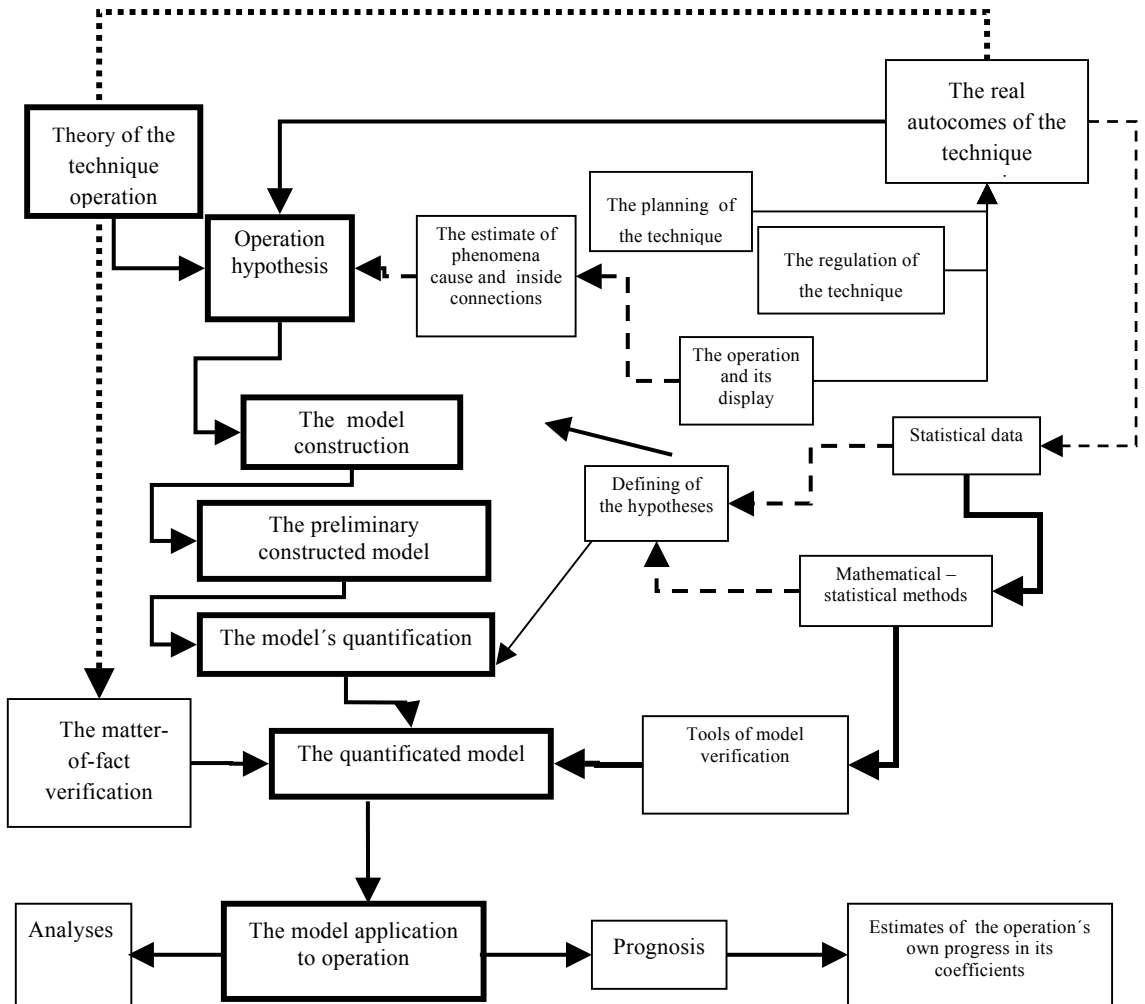 The real
autocomes of the
technique
.
Theory of the
technique
operation
The planning of
the technique
Operation
hypothesis
The estimate of
phenomena
cause and inside
connections
The regulation of
the technique
The operation
and its
display
The model
construction
Statistical data
Defining of
the hypotheses
The preliminary
constructed model
Mathematical –
statistical methods
The model´s quantification
The matter-
of-fact
verification
The quantificated model
Tools of model
verification
Analyses
The model application
to operation
Prognosis
Estimates of the operation´s
own progress in its
coefficients